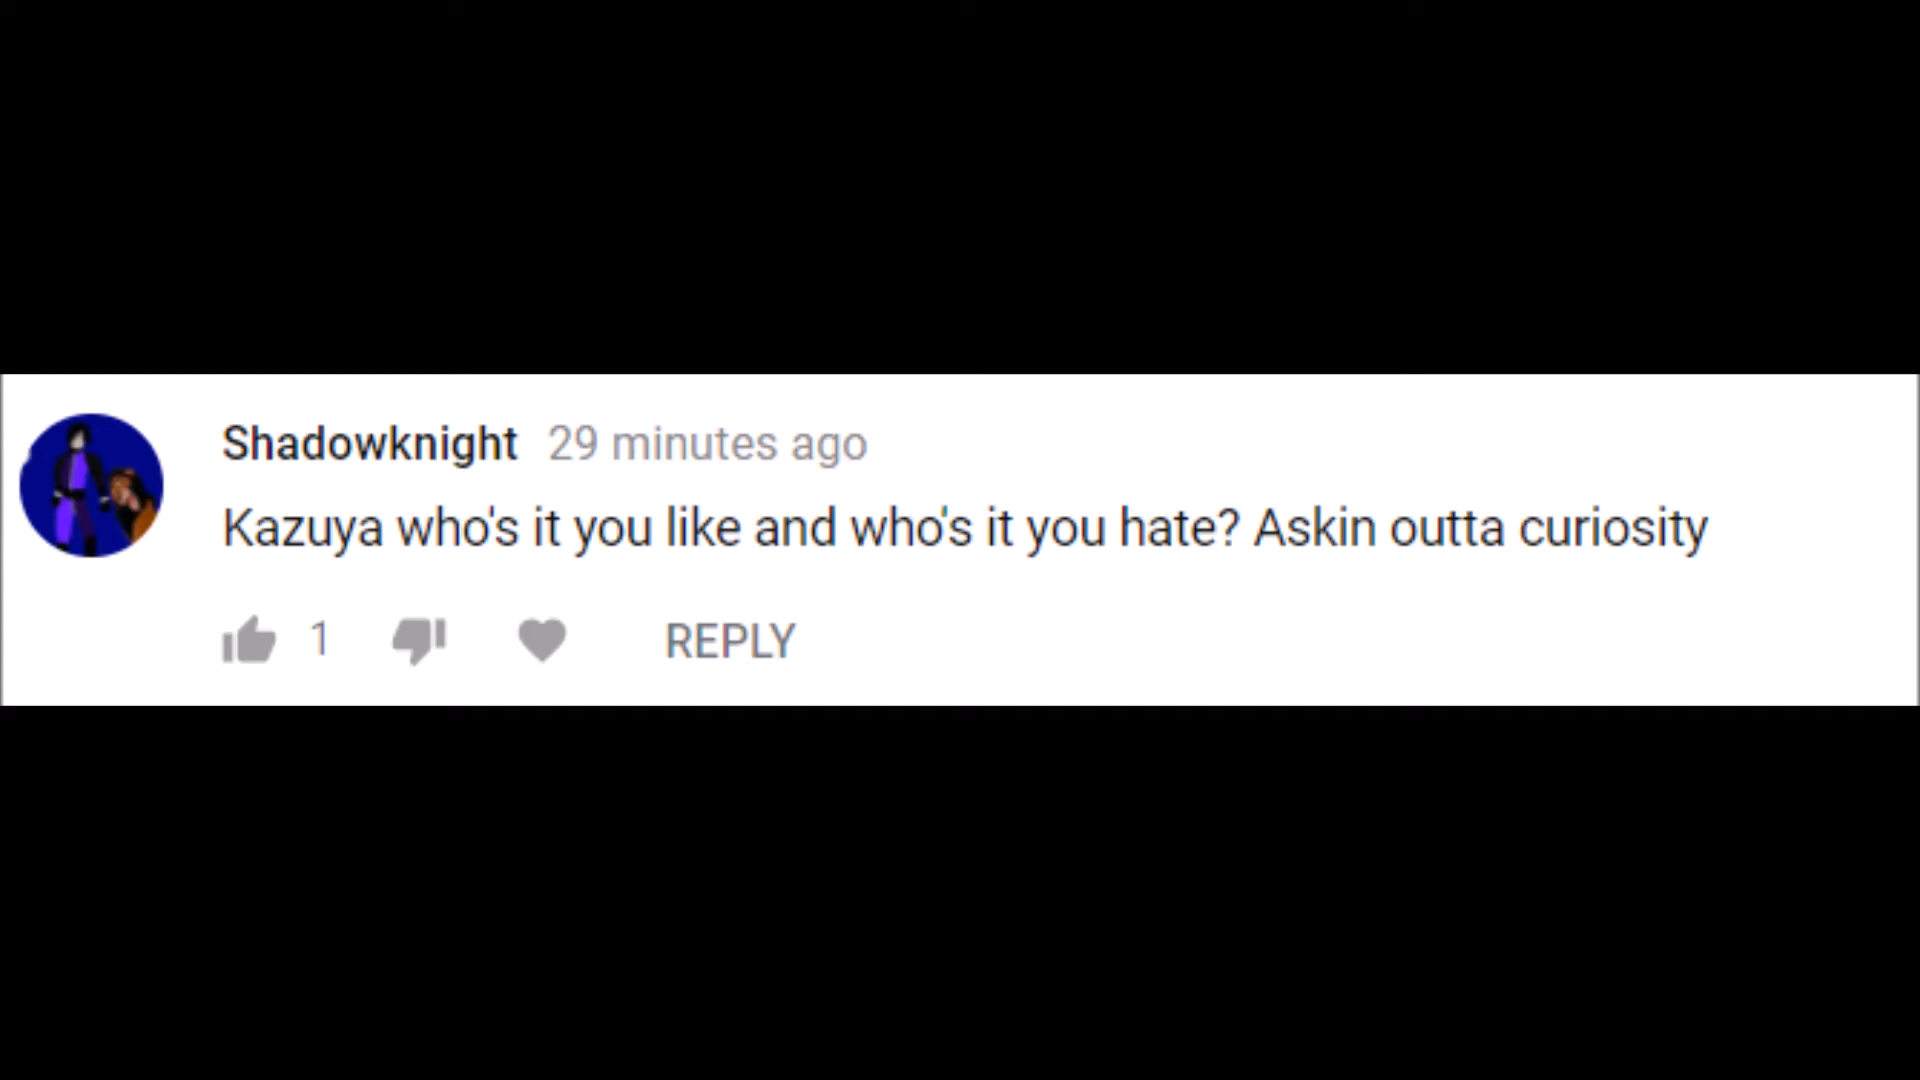 Shadowknight 29 minutes ago
Kazuya who's it you like and who's it you hate? Askin outta curiosity
1 REPLY